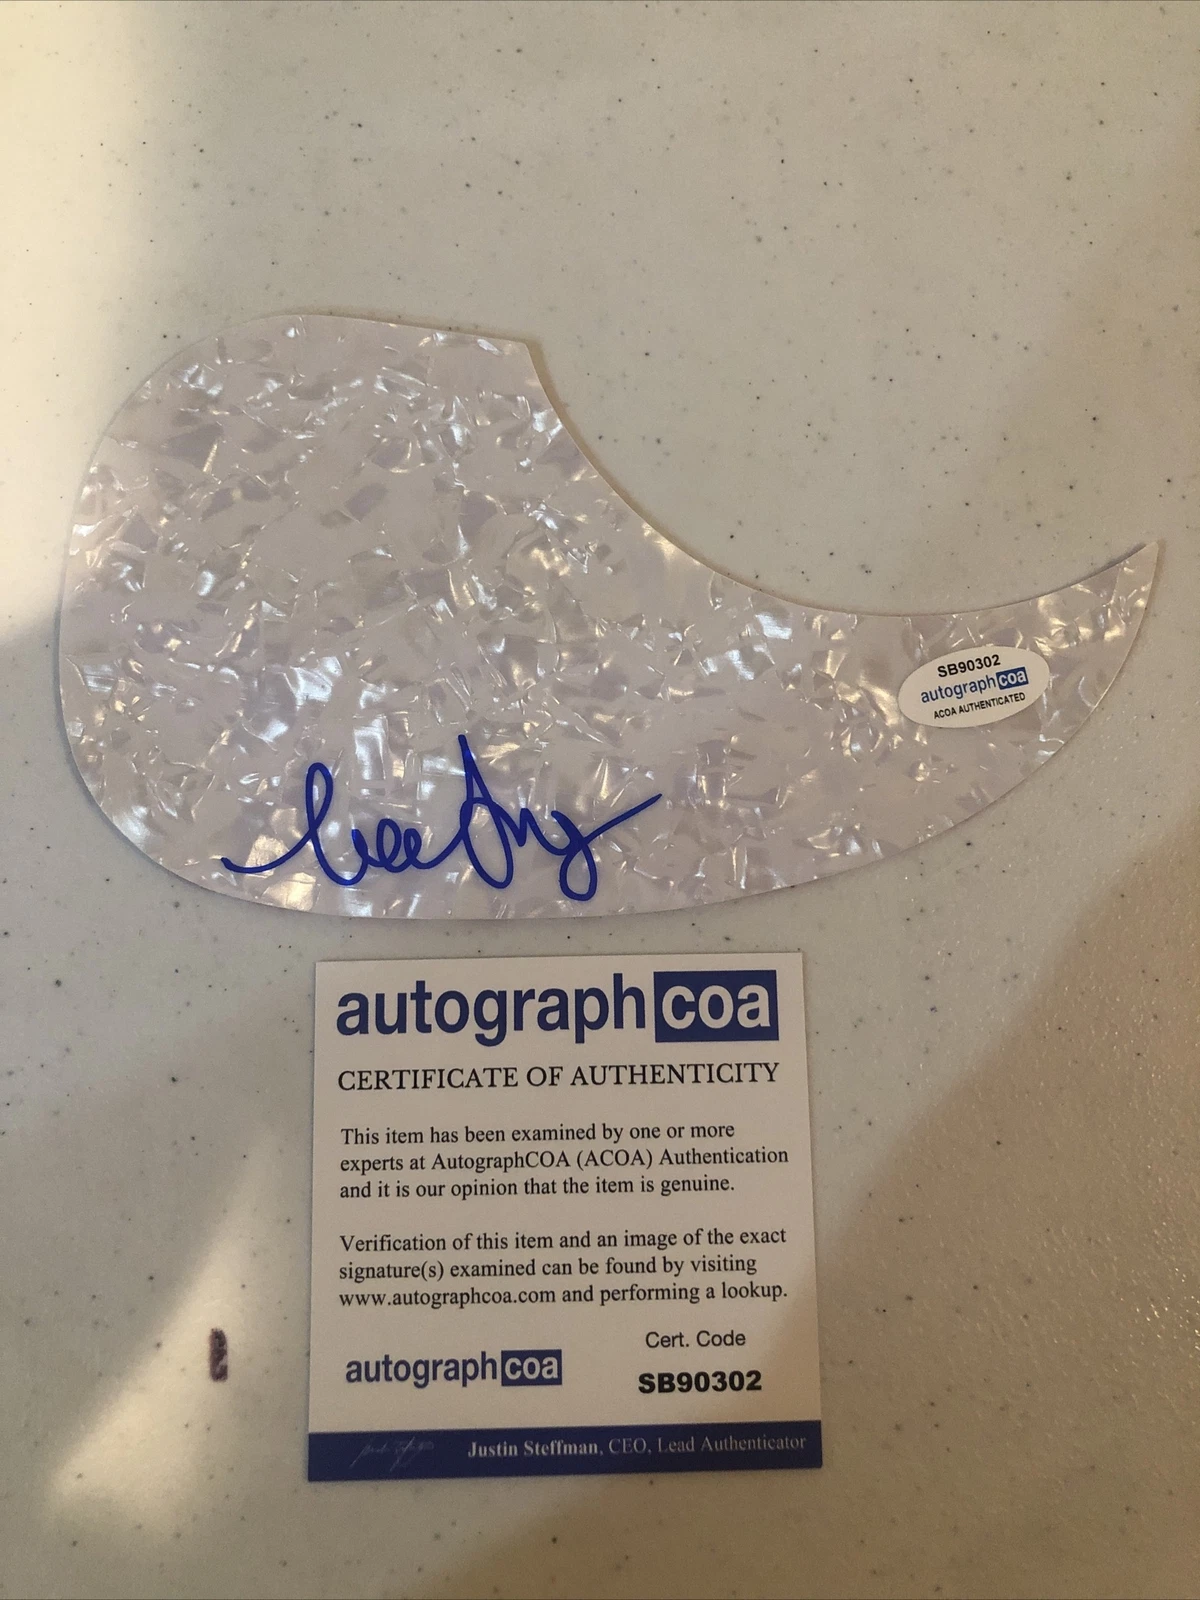 SB90302
autographcoa
ACOA AUTHENTICATED
autographcoa
CERTIFICATE OF AUTHENTICITY
This item has been examined by one or more
experts at AutographCOA (ACOA) Authentication
and it is our opinion that the item is genuine.
Verification of this item and an image of the exact
signature(s) examined can be found by visiting
www.autographcoa.com and performing a lookup.
Cert. Code
autographcoa
SB90302
Justin Steffman, CEO, Lead Authenticator